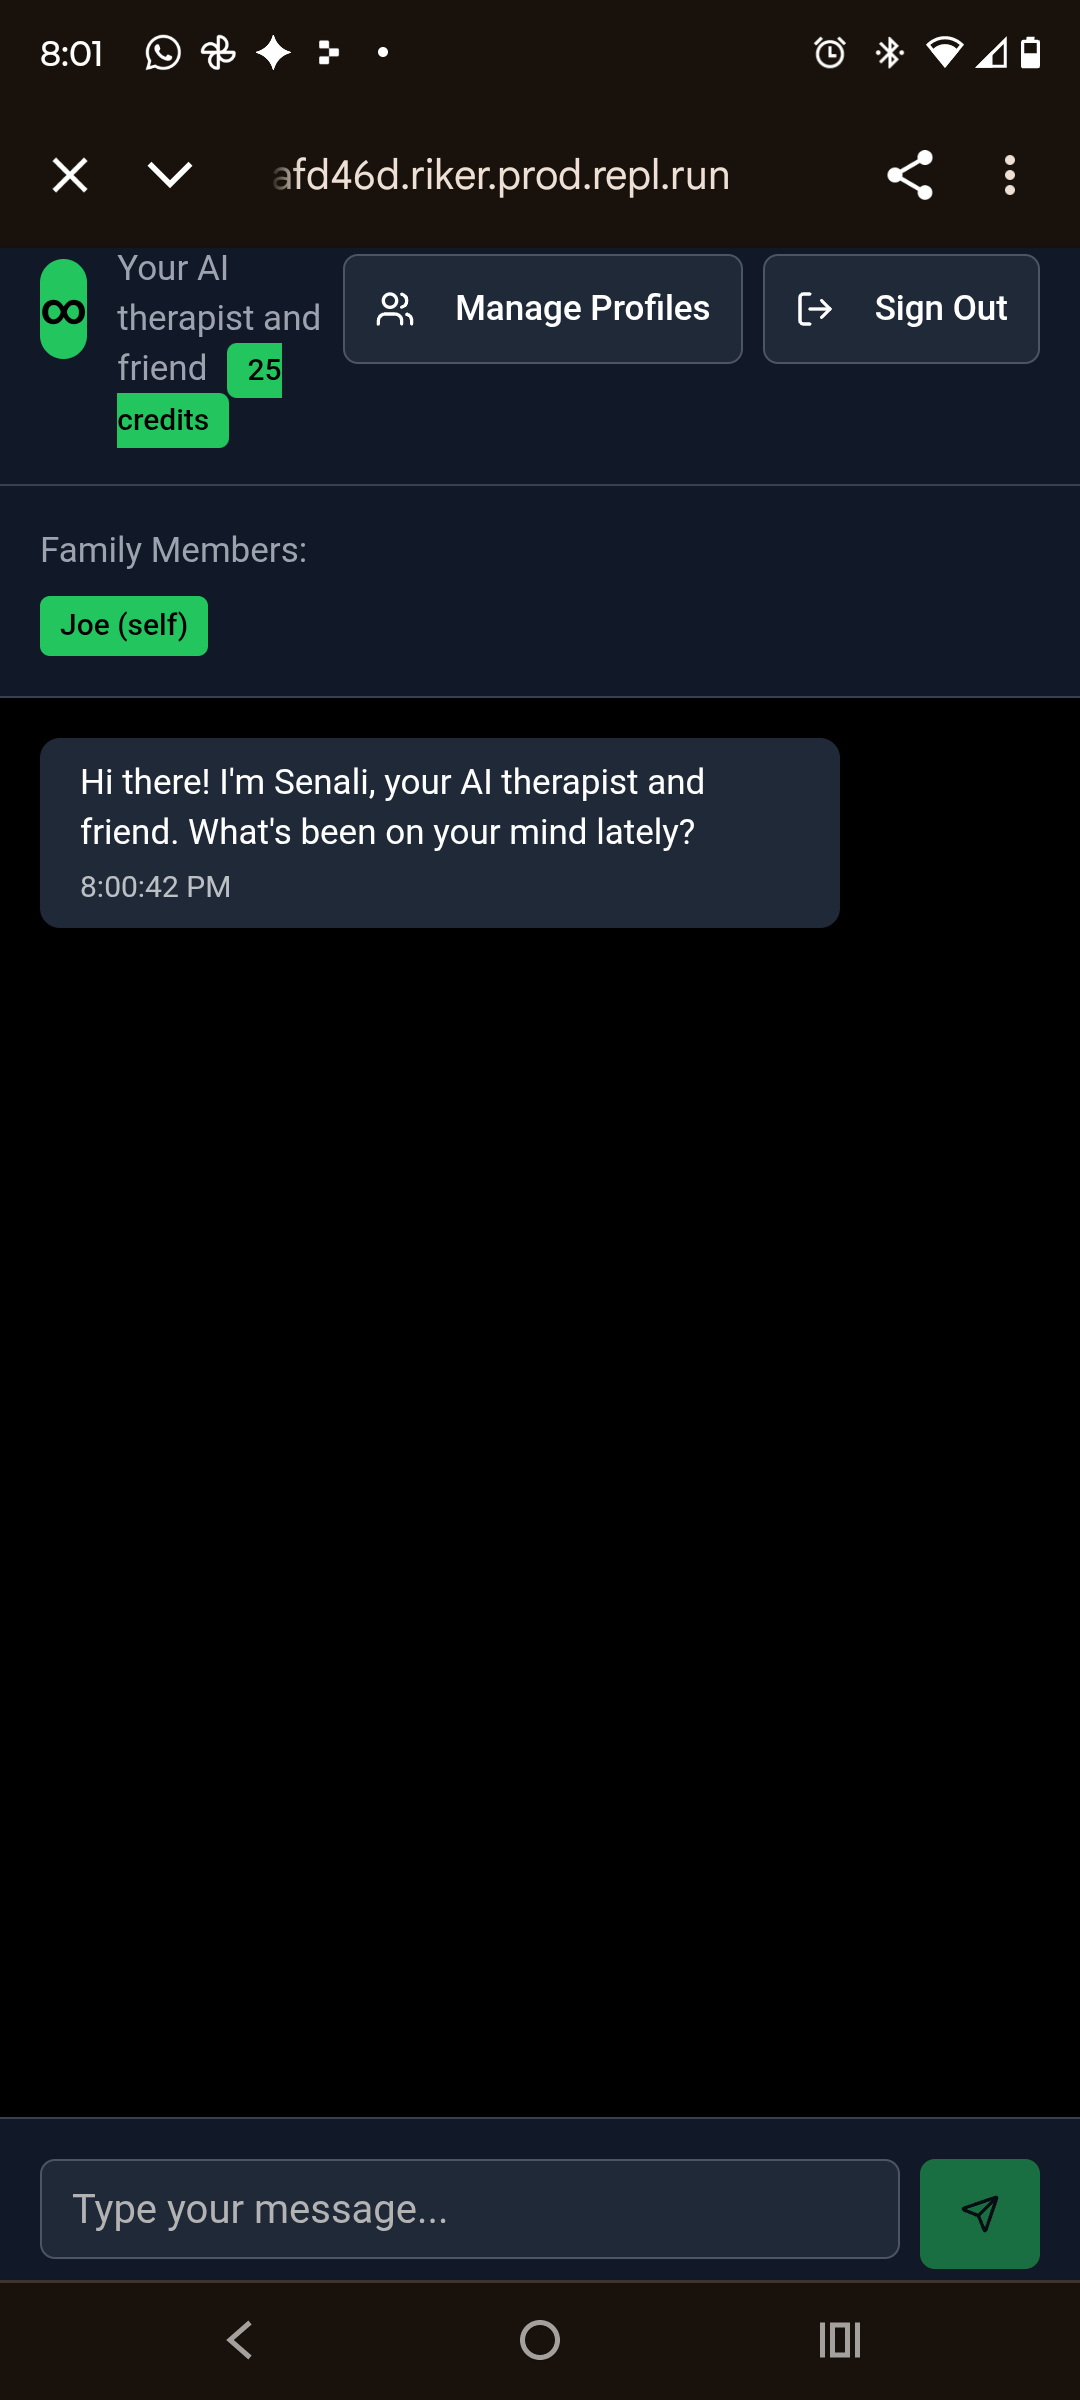 8:01
afd46d.riker.prod.repl.run
Your AI
therapist and
friend 25
credits
Manage Profiles
Sign Out
Family Members:
Joe (self)
Hi there! I'm Senali, your AI therapist and
friend. What's been on your mind lately?
8:00:42 PM
Type your message...